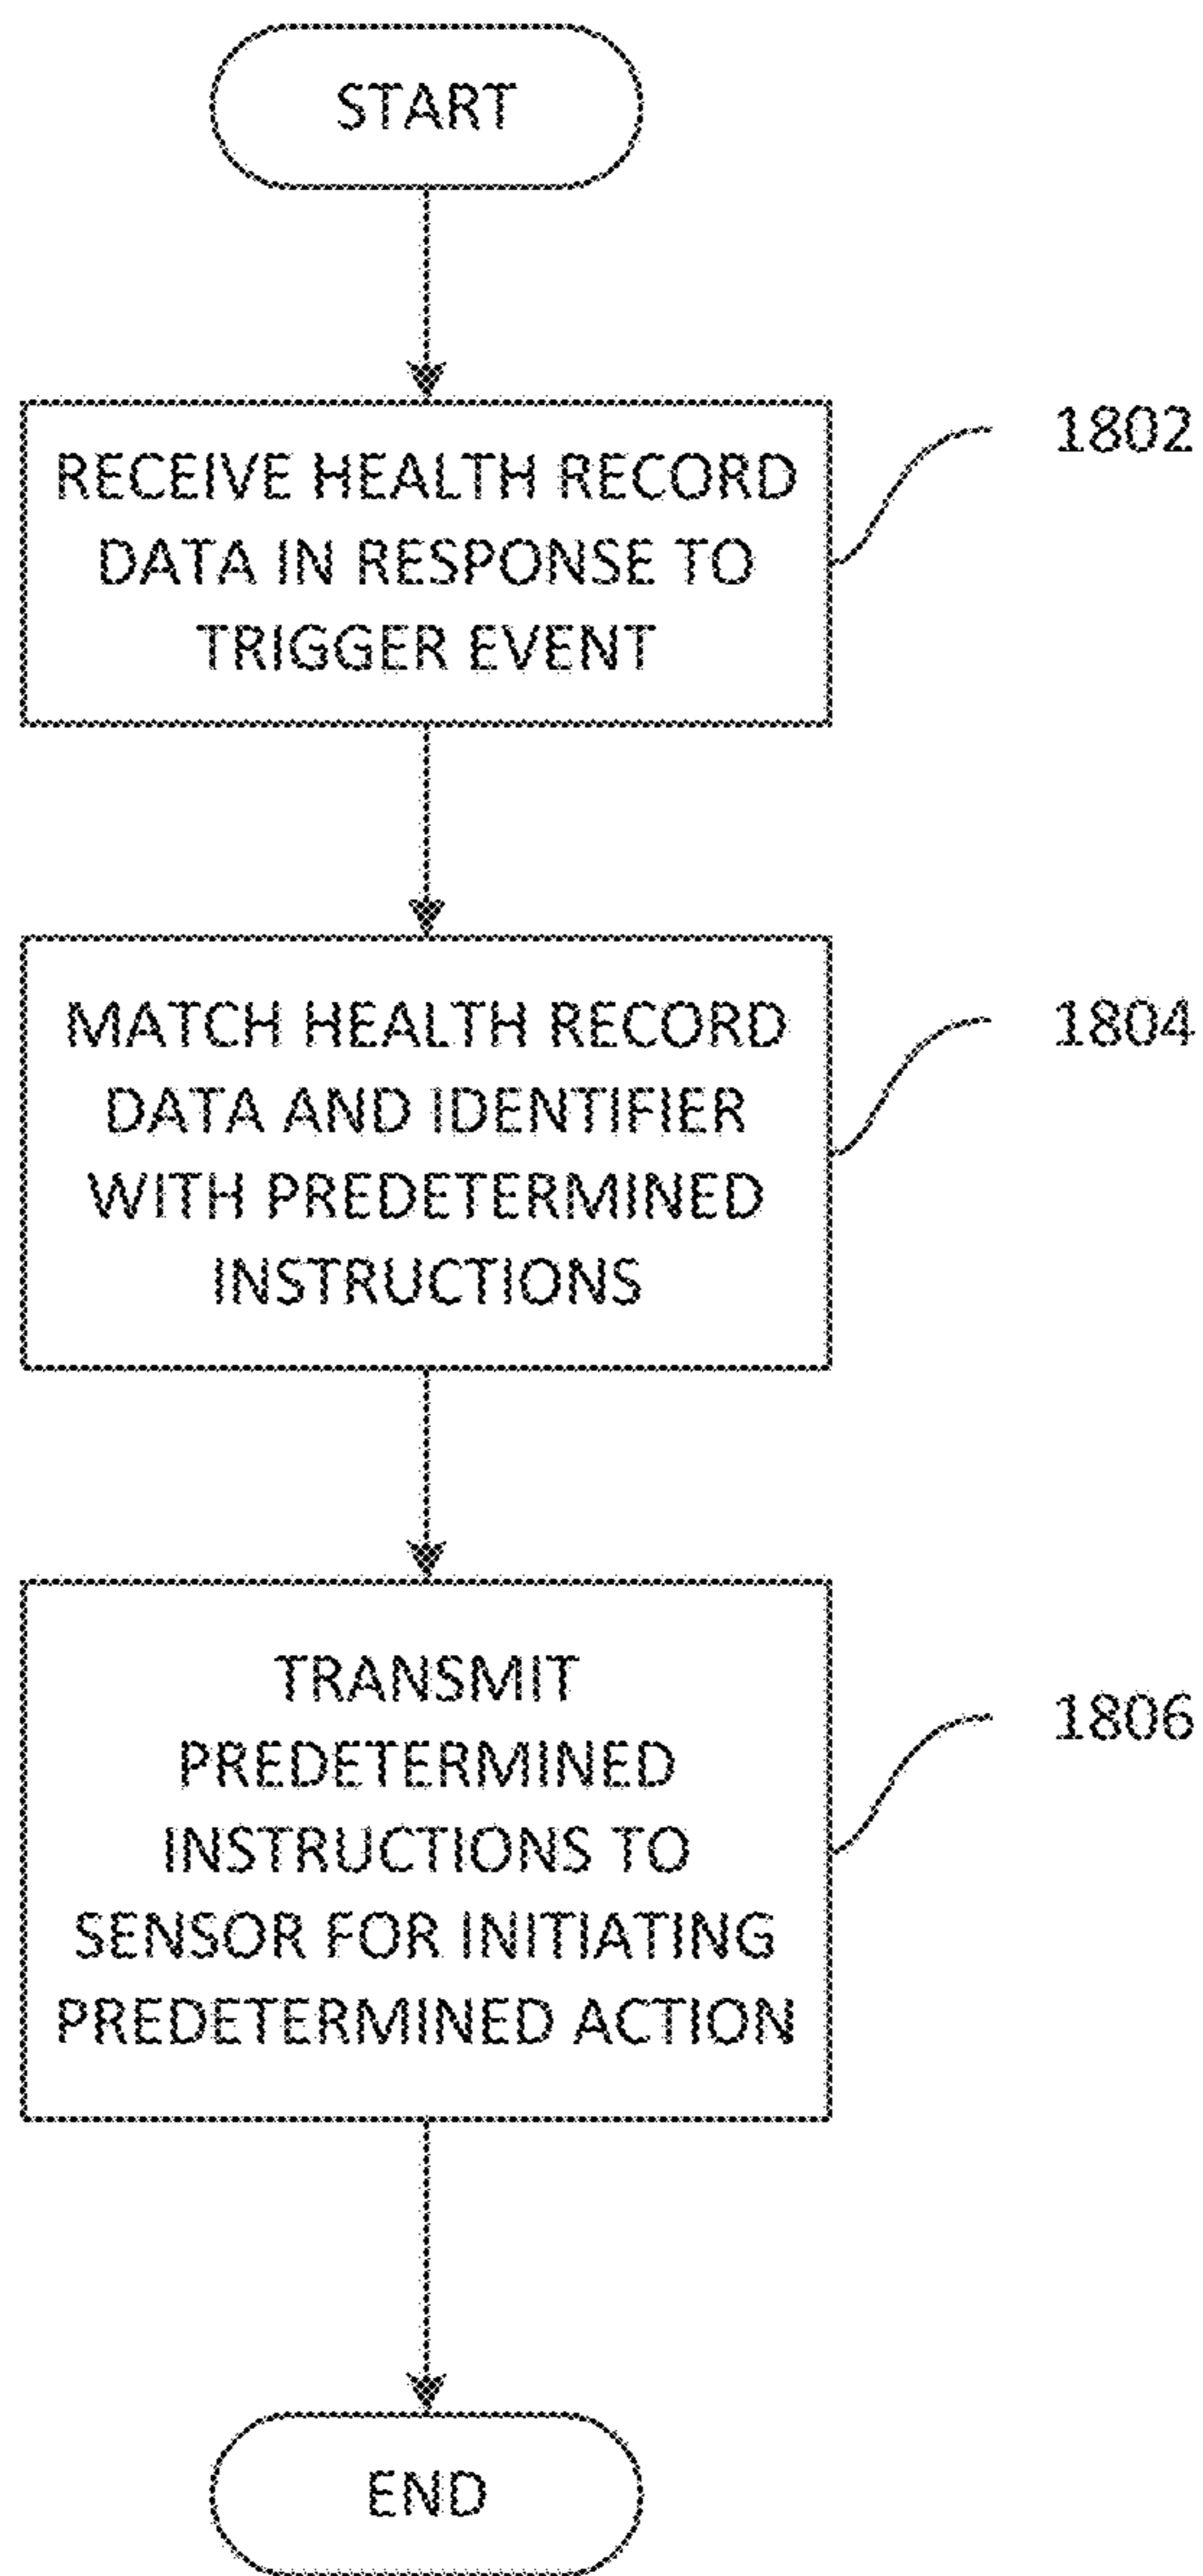 START
RECEIVE HEALTH RECORD
DATA IN RESPONSE TO
TRIGGER EVENT
1802
MATCH HEALTH RECORD
DATA AND IDENTIFIER
WITH PREDETERMINED
INSTRUCTIONS
1804
TRANSMIT
PREDETERMINED
INSTRUCTIONS TO
SENSOR FOR INITIATING
PREDETERMINED ACTION
1806
END